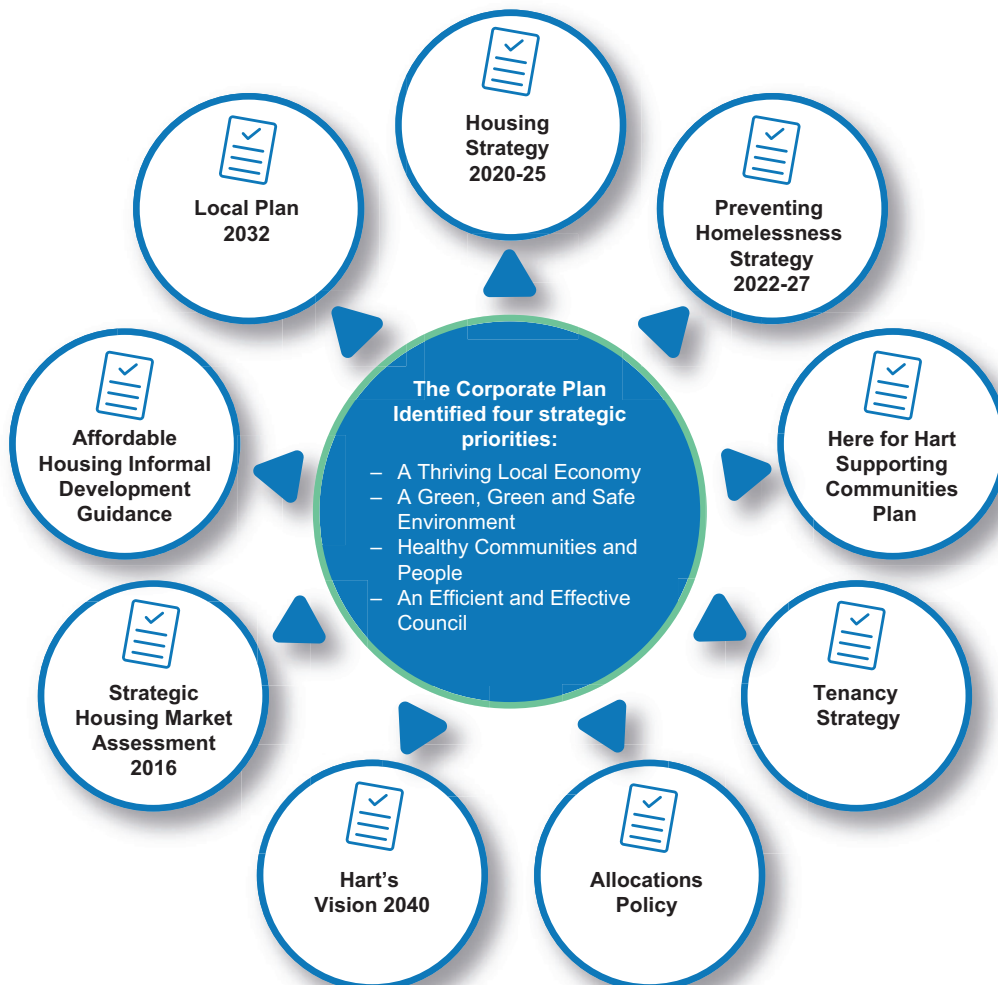 Housing
Strategy
2020-25
Preventing
Homelessness
Strategy
2022-27
Here for Hart
Supporting
Communities
Plan
Tenancy
Strategy
Allocations
Policy
Hart's
Vision 2040
Strategic
Housing Market
Assessment
2016
Affordable
Housing Informal
Development
Guidance
Local Plan
2032
The Corporate Plan
Identified four strategic
priorities:
– A Thriving Local Economy
– A Green, Green and Safe
Environment
– Healthy Communities and
People
– An Efficient and Effective
Council